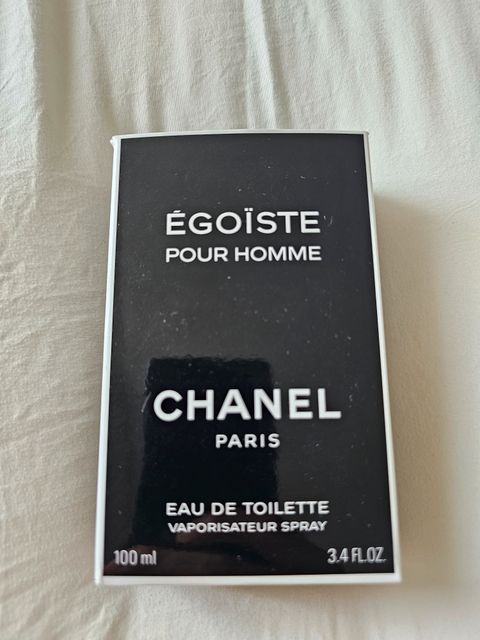 ÉGOÏSTE
POUR HOMME
CHANEL
PARIS
EAU DE TOILETTE
VAPORISATEUR SPRAY
100 ml 3.4 FL.OZ.